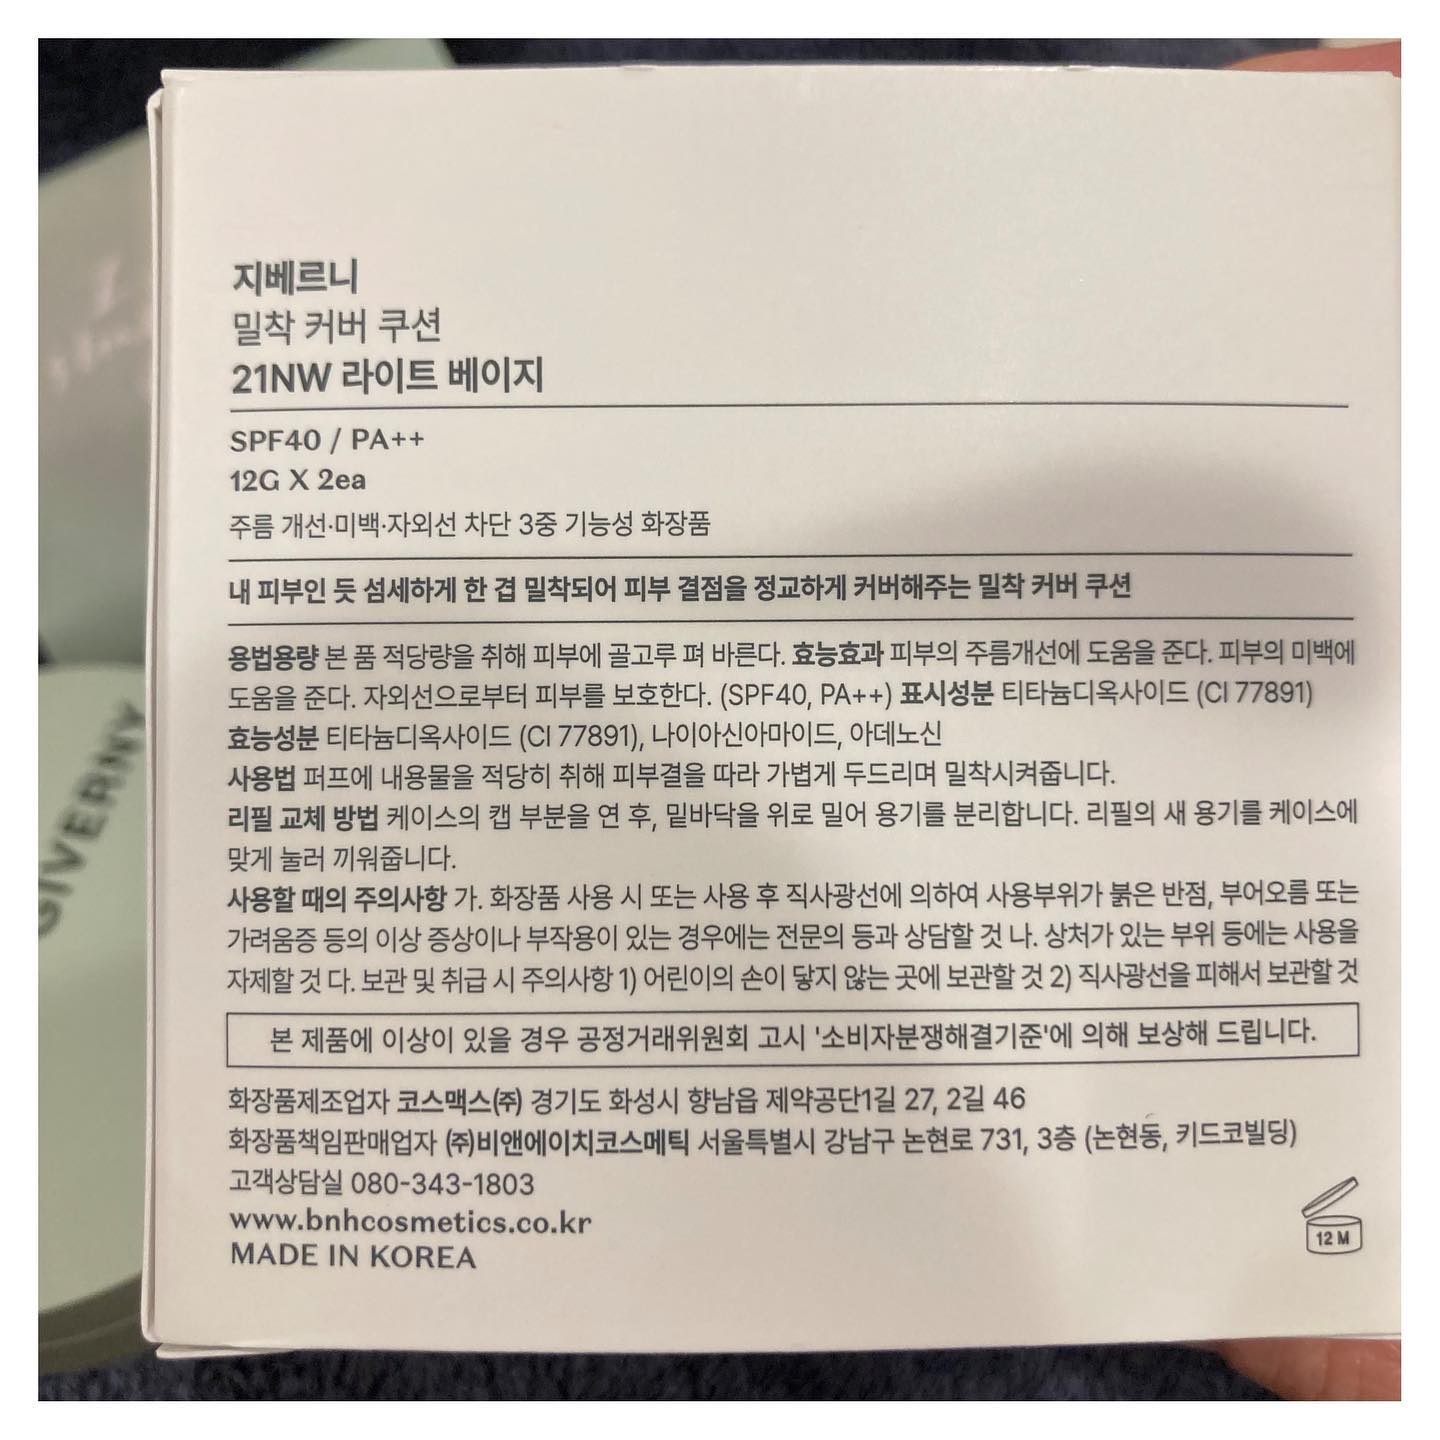 지베르니
밀착 커버 쿠션
21NW 라이트 베이지
SPF40 / PA++
12G X 2ea
주름 개선·미백·자외선 차단 3중 기능성 화장품
내 피부인 듯 섬세하게 한 겹 밀착되어 피부 결점을 정교하게 커버해주는 밀착 커버 쿠션
용법용량 본 품 적당량을 취해 피부에 골고루 펴 바른다. 효능효과 피부의 주름개선에 도움을 준다. 피부의 미백에
도움을 준다. 자외선으로부터 피부를 보호한다. (SPF40, PA++) 표시성분 티타늄디옥사이드 (CI 77891)
효능성분 티타늄디옥사이드 (CI 77891), 나이아신아마이드, 아데노신
사용법 퍼프에 내용물을 적당히 취해 피부결을 따라 가볍게 두드리며 밀착시켜줍니다.
리필 교체 방법 케이스의 캡 부분을 연 후, 밑바닥을 위로 밀어 용기를 분리합니다. 리필의 새 용기를 케이스에
맞게 눌러 끼워줍니다.
사용할 때의 주의사항 가. 화장품 사용 시 또는 사용 후 직사광선에 의하여 사용부위가 붉은 반점, 부어오름 또는
가려움증 등의 이상 증상이나 부작용이 있는 경우에는 전문의 등과 상담할 것 나. 상처가 있는 부위 등에는 사용을
자제할 것 다. 보관 및 취급 시 주의사항 1) 어린이의 손이 닿지 않는 곳에 보관할 것 2) 직사광선을 피해서 보관할 것
본 제품에 이상이 있을 경우 공정거래위원회 고시 '소비자분쟁해결기준'에 의해 보상해 드립니다.
화장품제조업자 코스맥스㈜ 경기도 화성시 향남읍 제약공단1길 27, 2길 46
화장품책임판매업자 ㈜비앤에이치코스메틱 서울특별시 강남구 논현로 731, 3층 (논현동, 키드코빌딩)
고객상담실 080-343-1803
www.bnhcosmetics.co.kr
MADE IN KOREA
12 M
GIVERNY